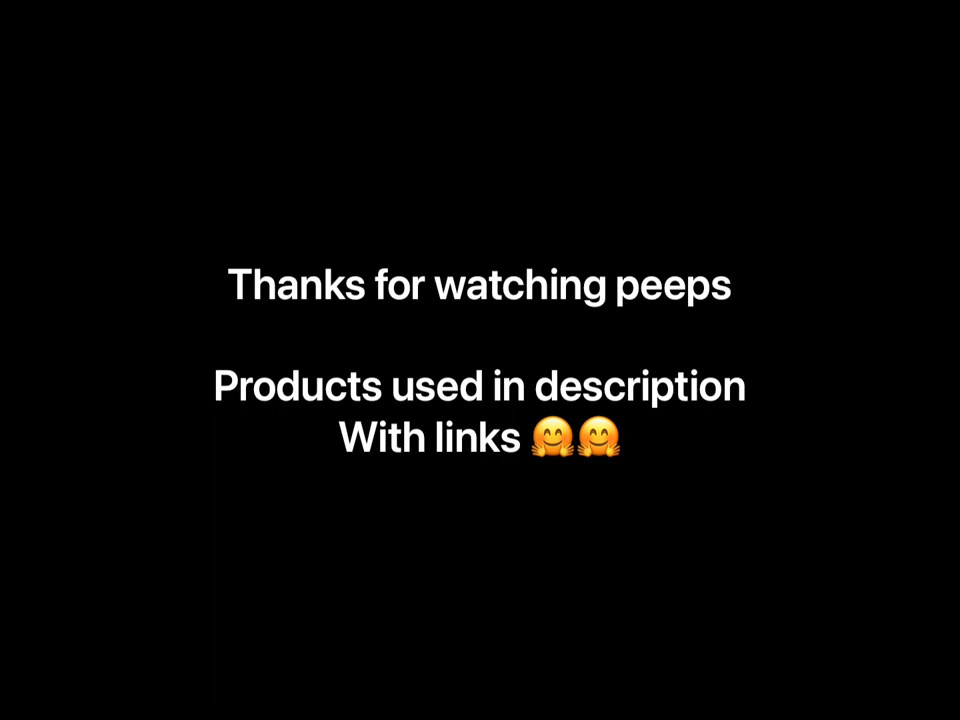 Thanks for watching peeps
Products used in description
With links 🤗🤗